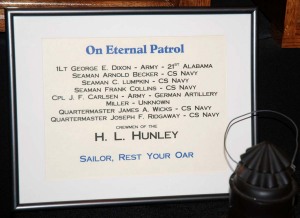 On Eternal Patrol
1Lt George E. Dixon - Army - 21st Alabama
Seaman Arnold Becker - CS Navy
Seaman C. Lumpkin - CS Navy
Seaman Frank Collins - CS Navy
Cpl J. F. Carlsen - Army - German Artillery
Miller - Unknown
Quartermaster James A. Wicks - CS Navy
Quartermaster Joseph F. Ridgaway - CS Navy
crewmen of the
H. L. Hunley
Sailor, Rest Your Oar